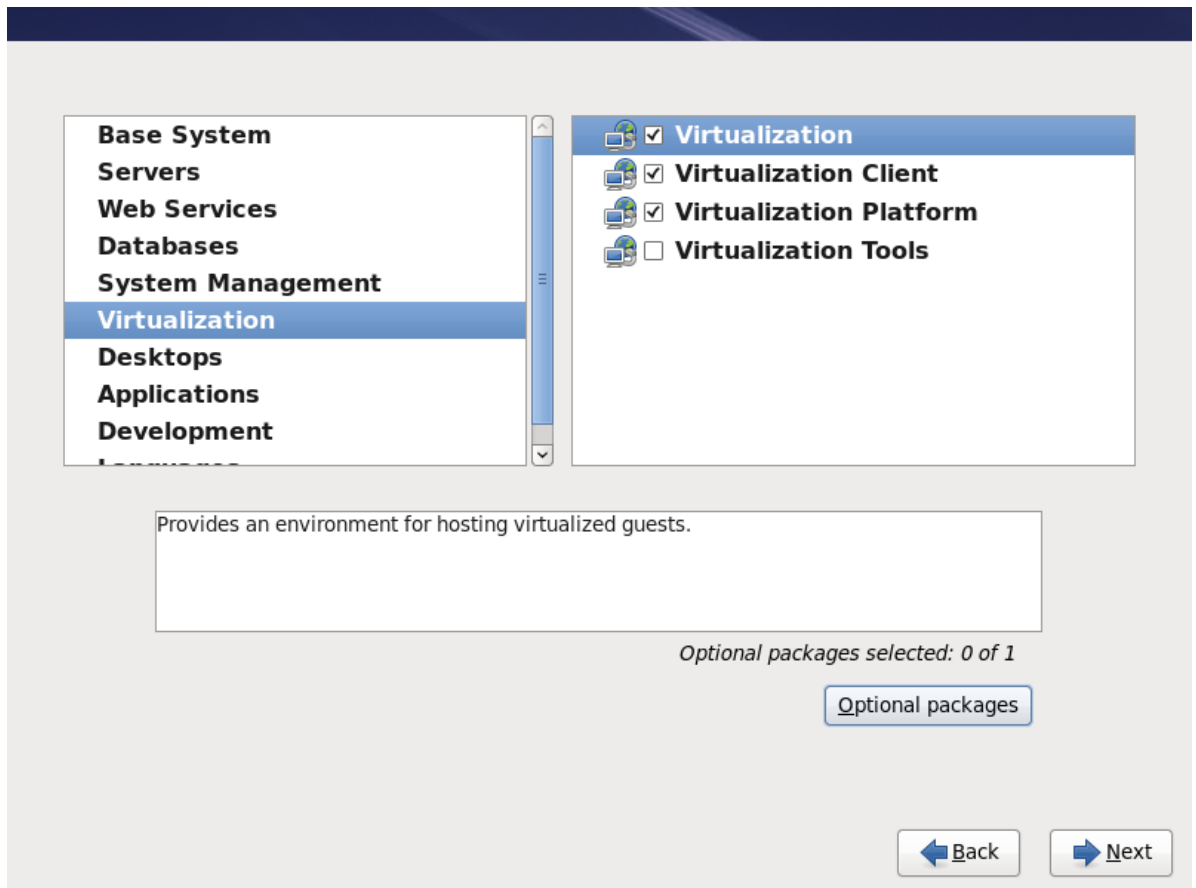 Base System
Servers
Web Services
Databases
System Management
Virtualization
Desktops
Applications
Development
Languages
Virtualization
Virtualization Client
Virtualization Platform
Virtualization Tools
Provides an environment for hosting virtualized guests.
Optional packages selected: 0 of 1
Optional packages
Back
Next